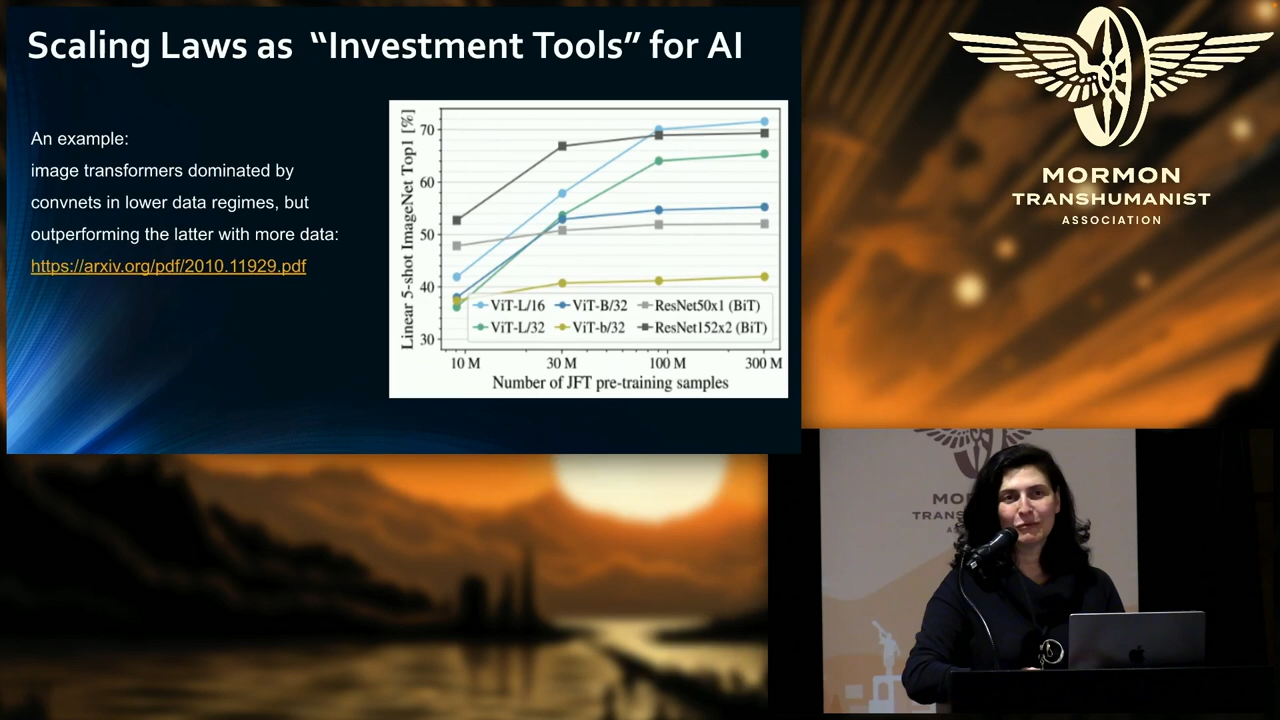 Scaling Laws as “Investment Tools” for AI
An example:
image transformers dominated by
convnets in lower data regimes, but
outperforming the latter with more data:
https://arxiv.org/pdf/2010.11929.pdf
Linear 5-shot ImageNet Top1 [%]
70
60
50
40
30
ViT-L/16 ViT-B/32 ResNet50x1 (BiT)
ViT-L/32 ViT-b/32 ResNet152x2 (BiT)
10 M 30 M 100 M 300 M
Number of JFT pre-training samples
MORMON
TRANSHUMANIST
ASSOCIATION
MO
TRANS
AS